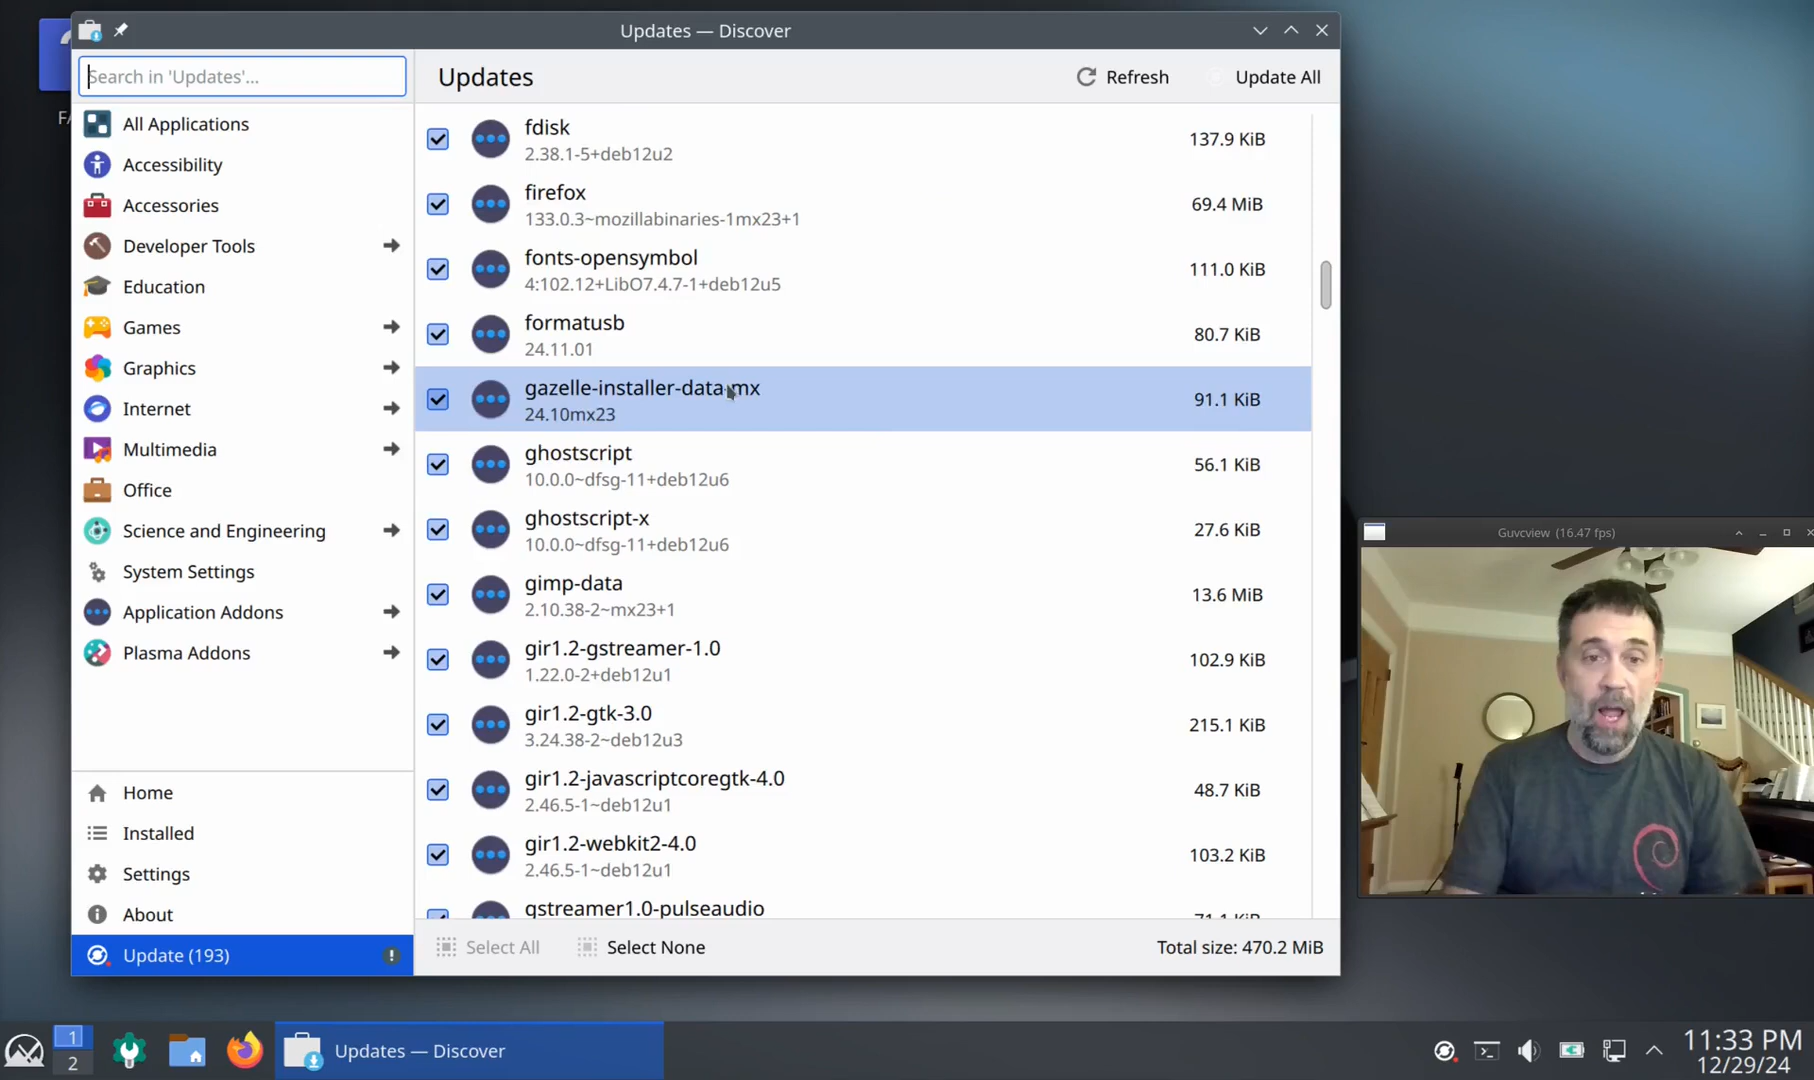 Updates — Discover
Search in 'Updates'...
Updates
Refresh
Update All
All Applications
Accessibility
Accessories
Developer Tools
Education
Games
Graphics
Internet
Multimedia
Office
Science and Engineering
System Settings
Application Addons
Plasma Addons
Home
Installed
Settings
About
Update (193)
fdisk
2.38.1-5+deb12u2
137.9 KiB
firefox
133.0.3~mozillabinaries-1mx23+1
69.4 MiB
fonts-opensymbol
4:102.12+LibO7.4.7-1+deb12u5
111.0 KiB
formatusb
24.11.01
80.7 KiB
gazelle-installer-data-mx
24.10mx23
91.1 KiB
ghostscript
10.0.0~dfsg-11+deb12u6
56.1 KiB
ghostscript-x
10.0.0~dfsg-11+deb12u6
27.6 KiB
gimp-data
2.10.38-2~mx23+1
13.6 MiB
gir1.2-gstreamer-1.0
1.22.0-2+deb12u1
102.9 KiB
gir1.2-gtk-3.0
3.24.38-2~deb12u3
215.1 KiB
gir1.2-javascriptcoregtk-4.0
2.46.5-1~deb12u1
48.7 KiB
gir1.2-webkit2-4.0
2.46.5-1~deb12u1
103.2 KiB
gstreamer1.0-pulseaudio
71.1 KiB
Select All
Select None
Total size: 470.2 MiB
Guvcview (16.47 fps)
1
2
Updates — Discover
11:33 PM
12/29/24